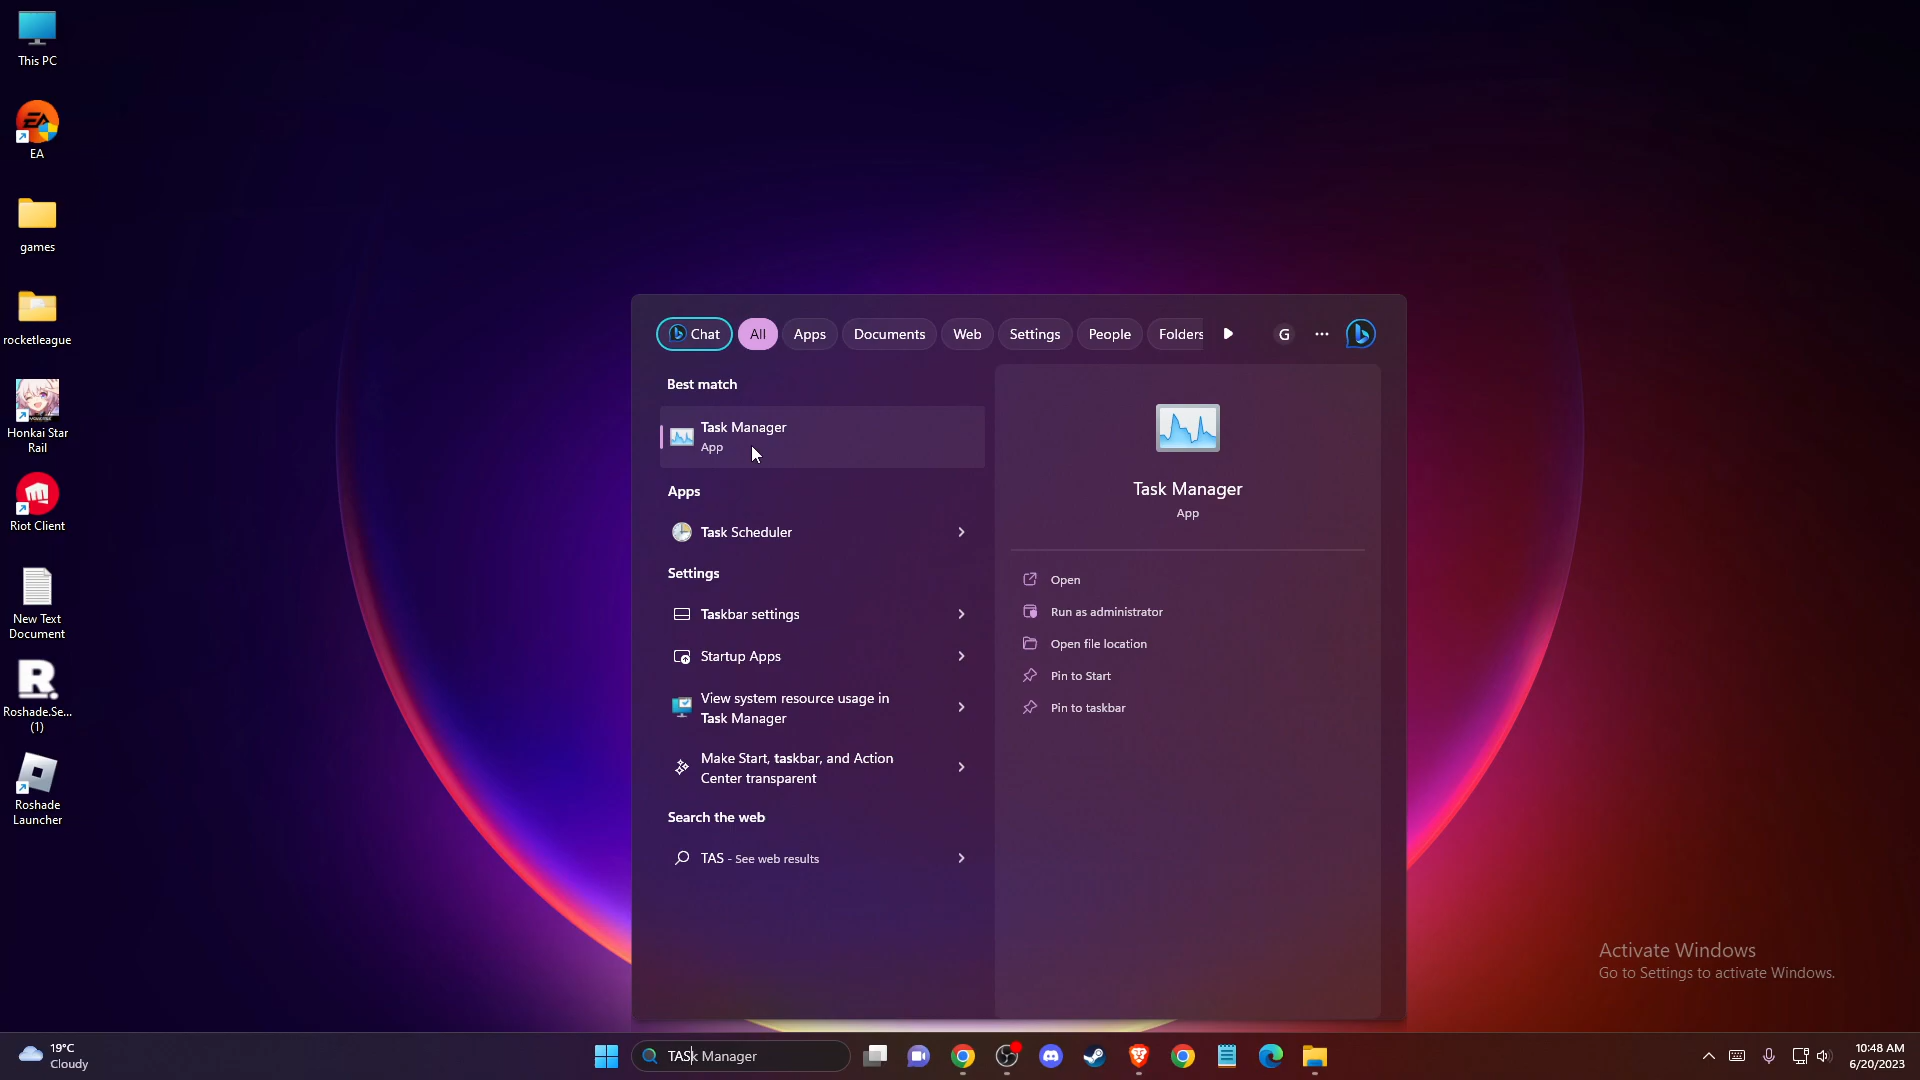 This PC
EA
games
rocketleague
Honkai Star
Rail
Riot Client
New Text
Document
Roshade.Se...
(1)
Roshade
Launcher
Chat
All
Apps
Documents
Web
Settings
People
Folders
G
Best match
Task Manager
App
Apps
Task Scheduler
Settings
Taskbar settings
Startup Apps
View system resource usage in
Task Manager
Make Start, taskbar, and Action
Center transparent
Search the web
TAS - See web results
Task Manager
App
Open
Run as administrator
Open file location
Pin to Start
Pin to taskbar
Activate Windows
Go to Settings to activate Windows.
19°C
Cloudy
TASk Manager
10:48 AM
6/20/2023